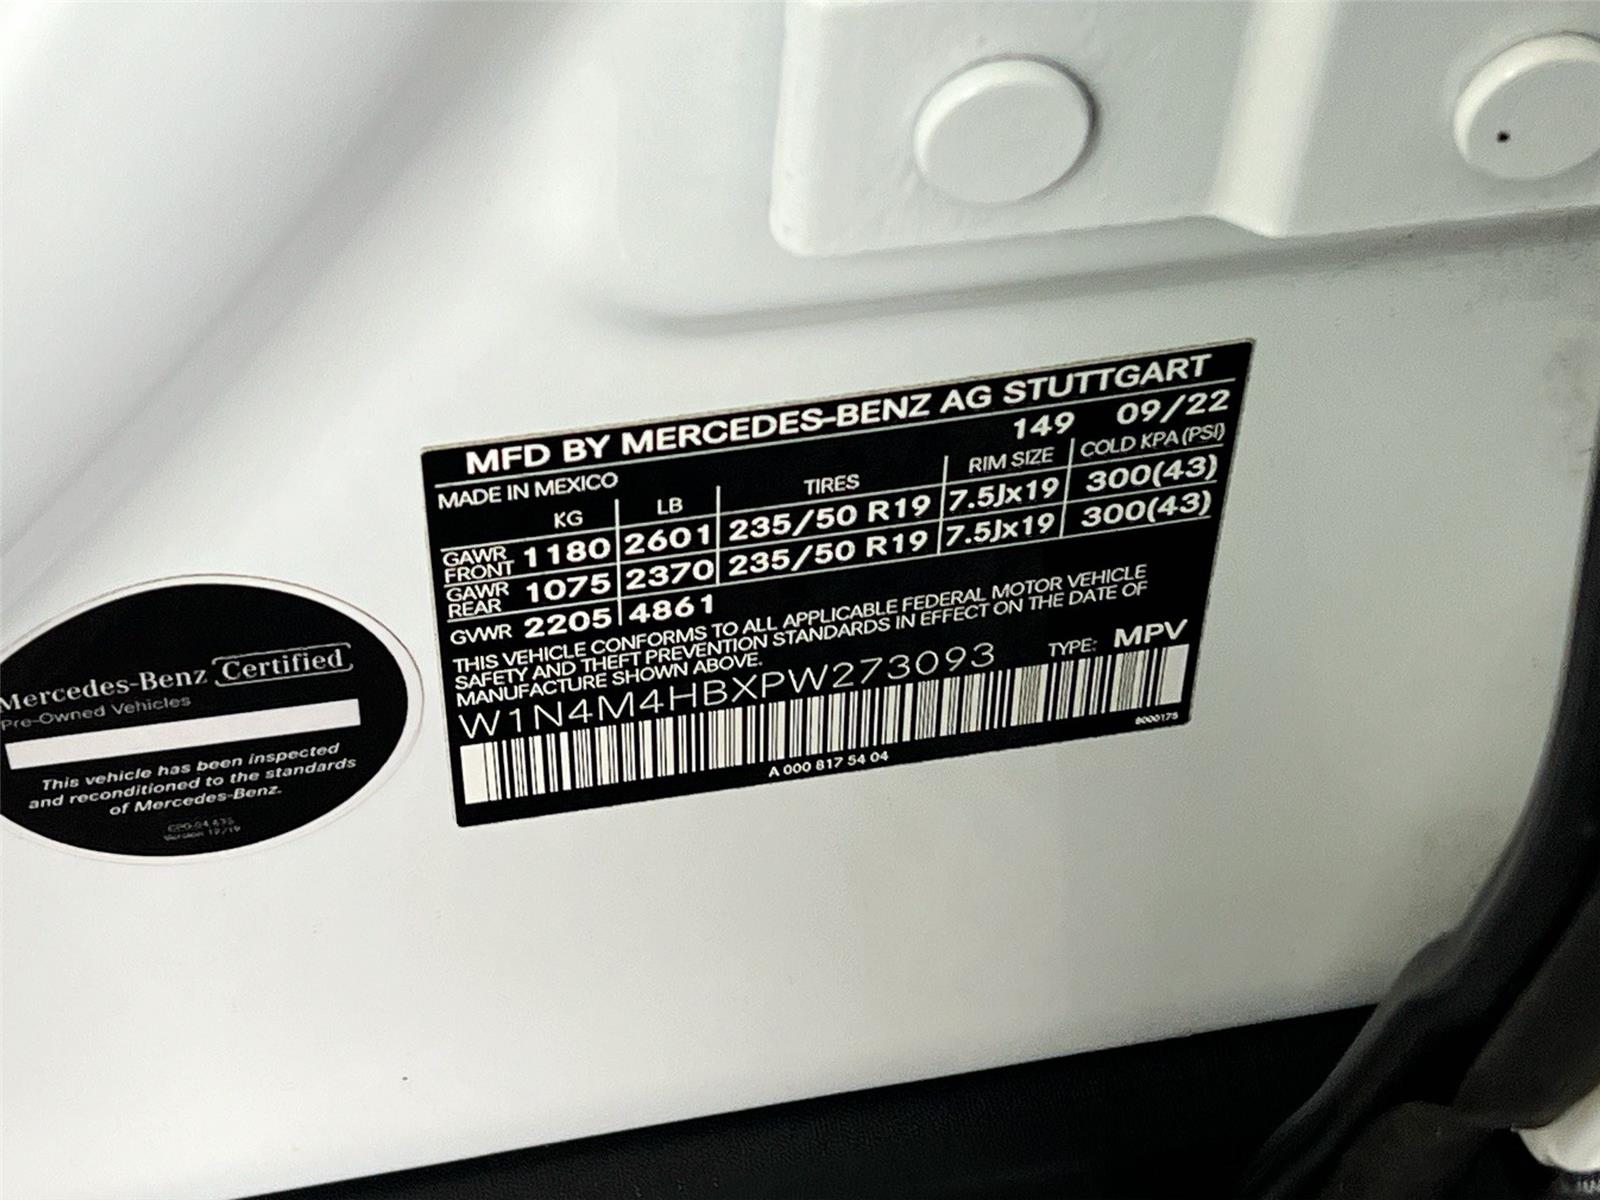 MFD BY MERCEDES-BENZ AG STUTTGART
MADE IN MEXICO 149 09/22
KG LB TIRES RIM SIZE COLD KPA (PSI)
GAWR FRONT 1180 2601 235/50 R19 7.5Jx19 300(43)
GAWR REAR 1075 2370 235/50 R19 7.5Jx19 300(43)
GVWR 2205 4861
THIS VEHICLE CONFORMS TO ALL APPLICABLE FEDERAL MOTOR VEHICLE
SAFETY AND THEFT PREVENTION STANDARDS IN EFFECT ON THE DATE OF
MANUFACTURE SHOWN ABOVE.
W1N4M4HBXPW273093 TYPE: MPV
A 000 817 54 04 8000175
Mercedes-Benz Certified
Pre-Owned Vehicles
This vehicle has been inspected
and reconditioned to the standards
of Mercedes-Benz.
Version 12/19